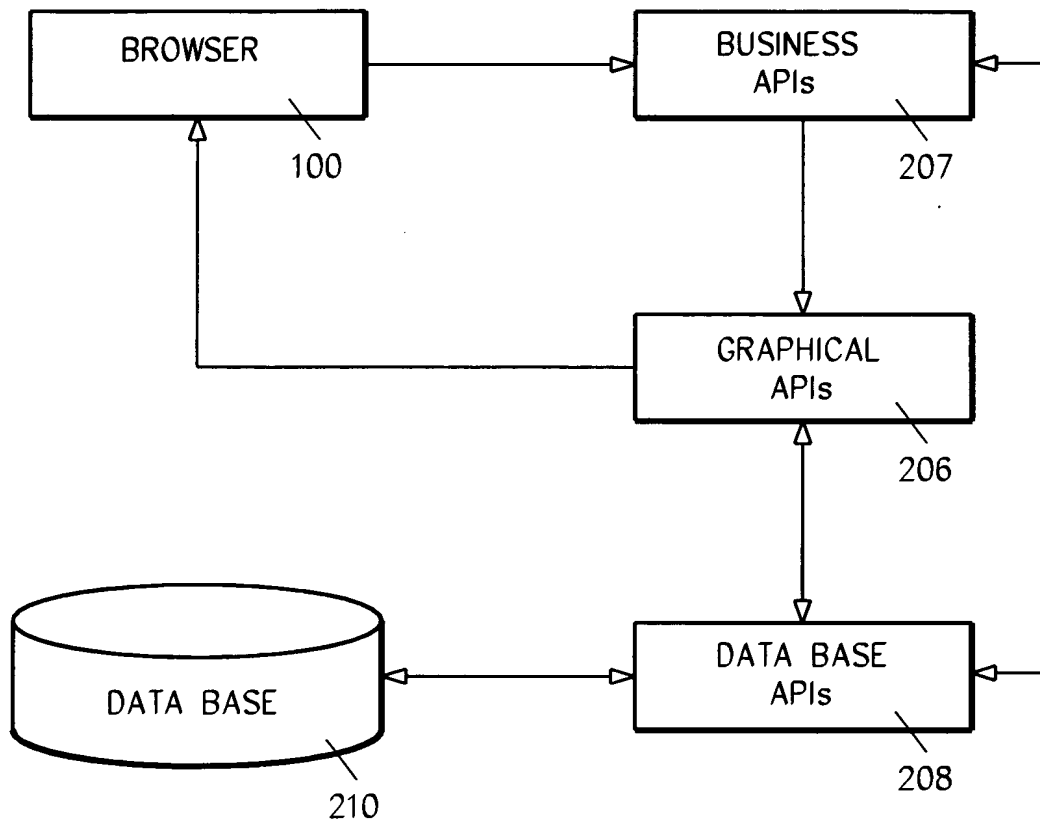 BROWSER
100
BUSINESS
APIs
207
GRAPHICAL
APIs
206
DATA BASE
210
DATA BASE
APIs
208